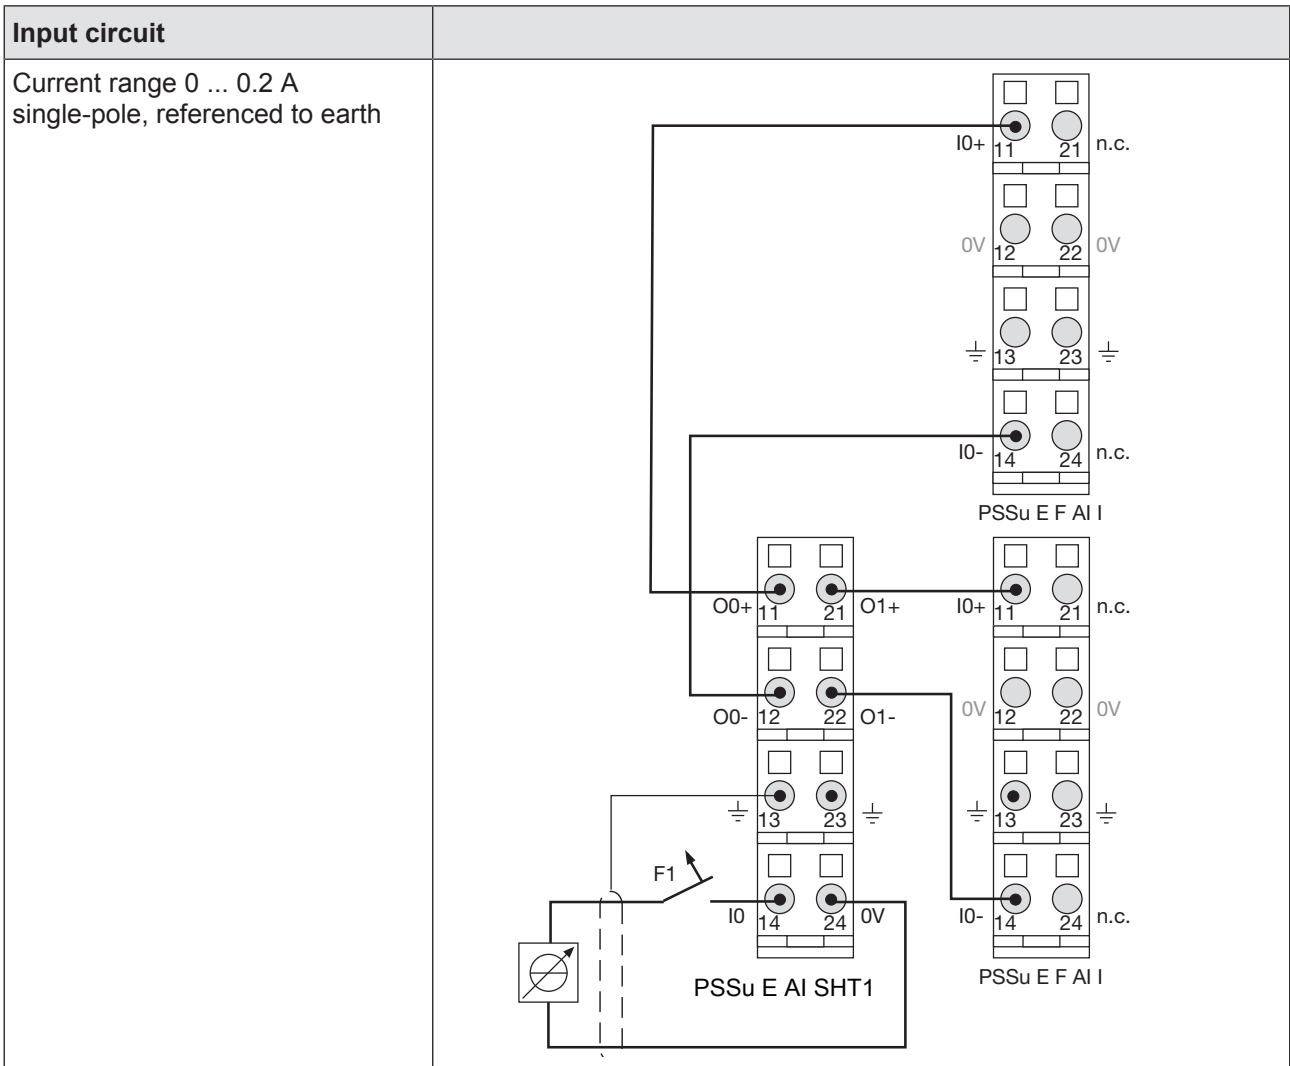 Input circuit
Current range 0 ... 0.2 A
single-pole, referenced to earth
I0+ 11 21 n.c.
0V 12 22 0V
13 23
I0- 14 24 n.c.
PSSu E F AI I
O0+ 11 21 O1+ I0+ 11 21 n.c.
O0- 12 22 O1- 0V 12 22 0V
13 23 13 23
F1
I0 14 24 0V I0- 14 24 n.c.
PSSu E AI SHT1
PSSu E F AI I